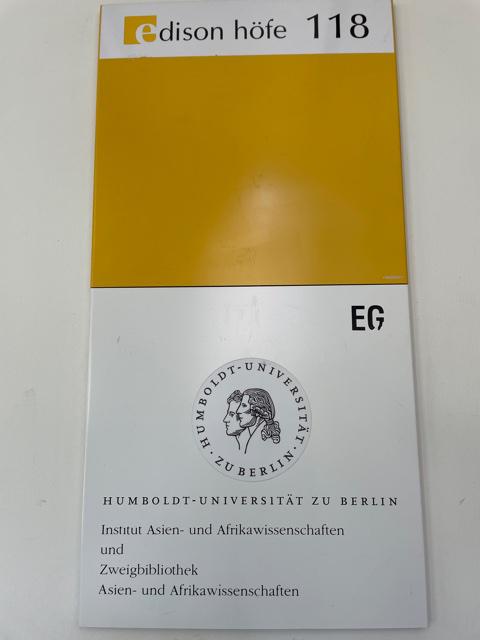 edison höfe 118
EG
HUMBOLDT-UNIVERSITÄT
· ZU BERLIN ·
HUMBOLDT-UNIVERSITÄT ZU BERLIN
Institut Asien- und Afrikawissenschaften
und
Zweigbibliothek
Asien- und Afrikawissenschaften